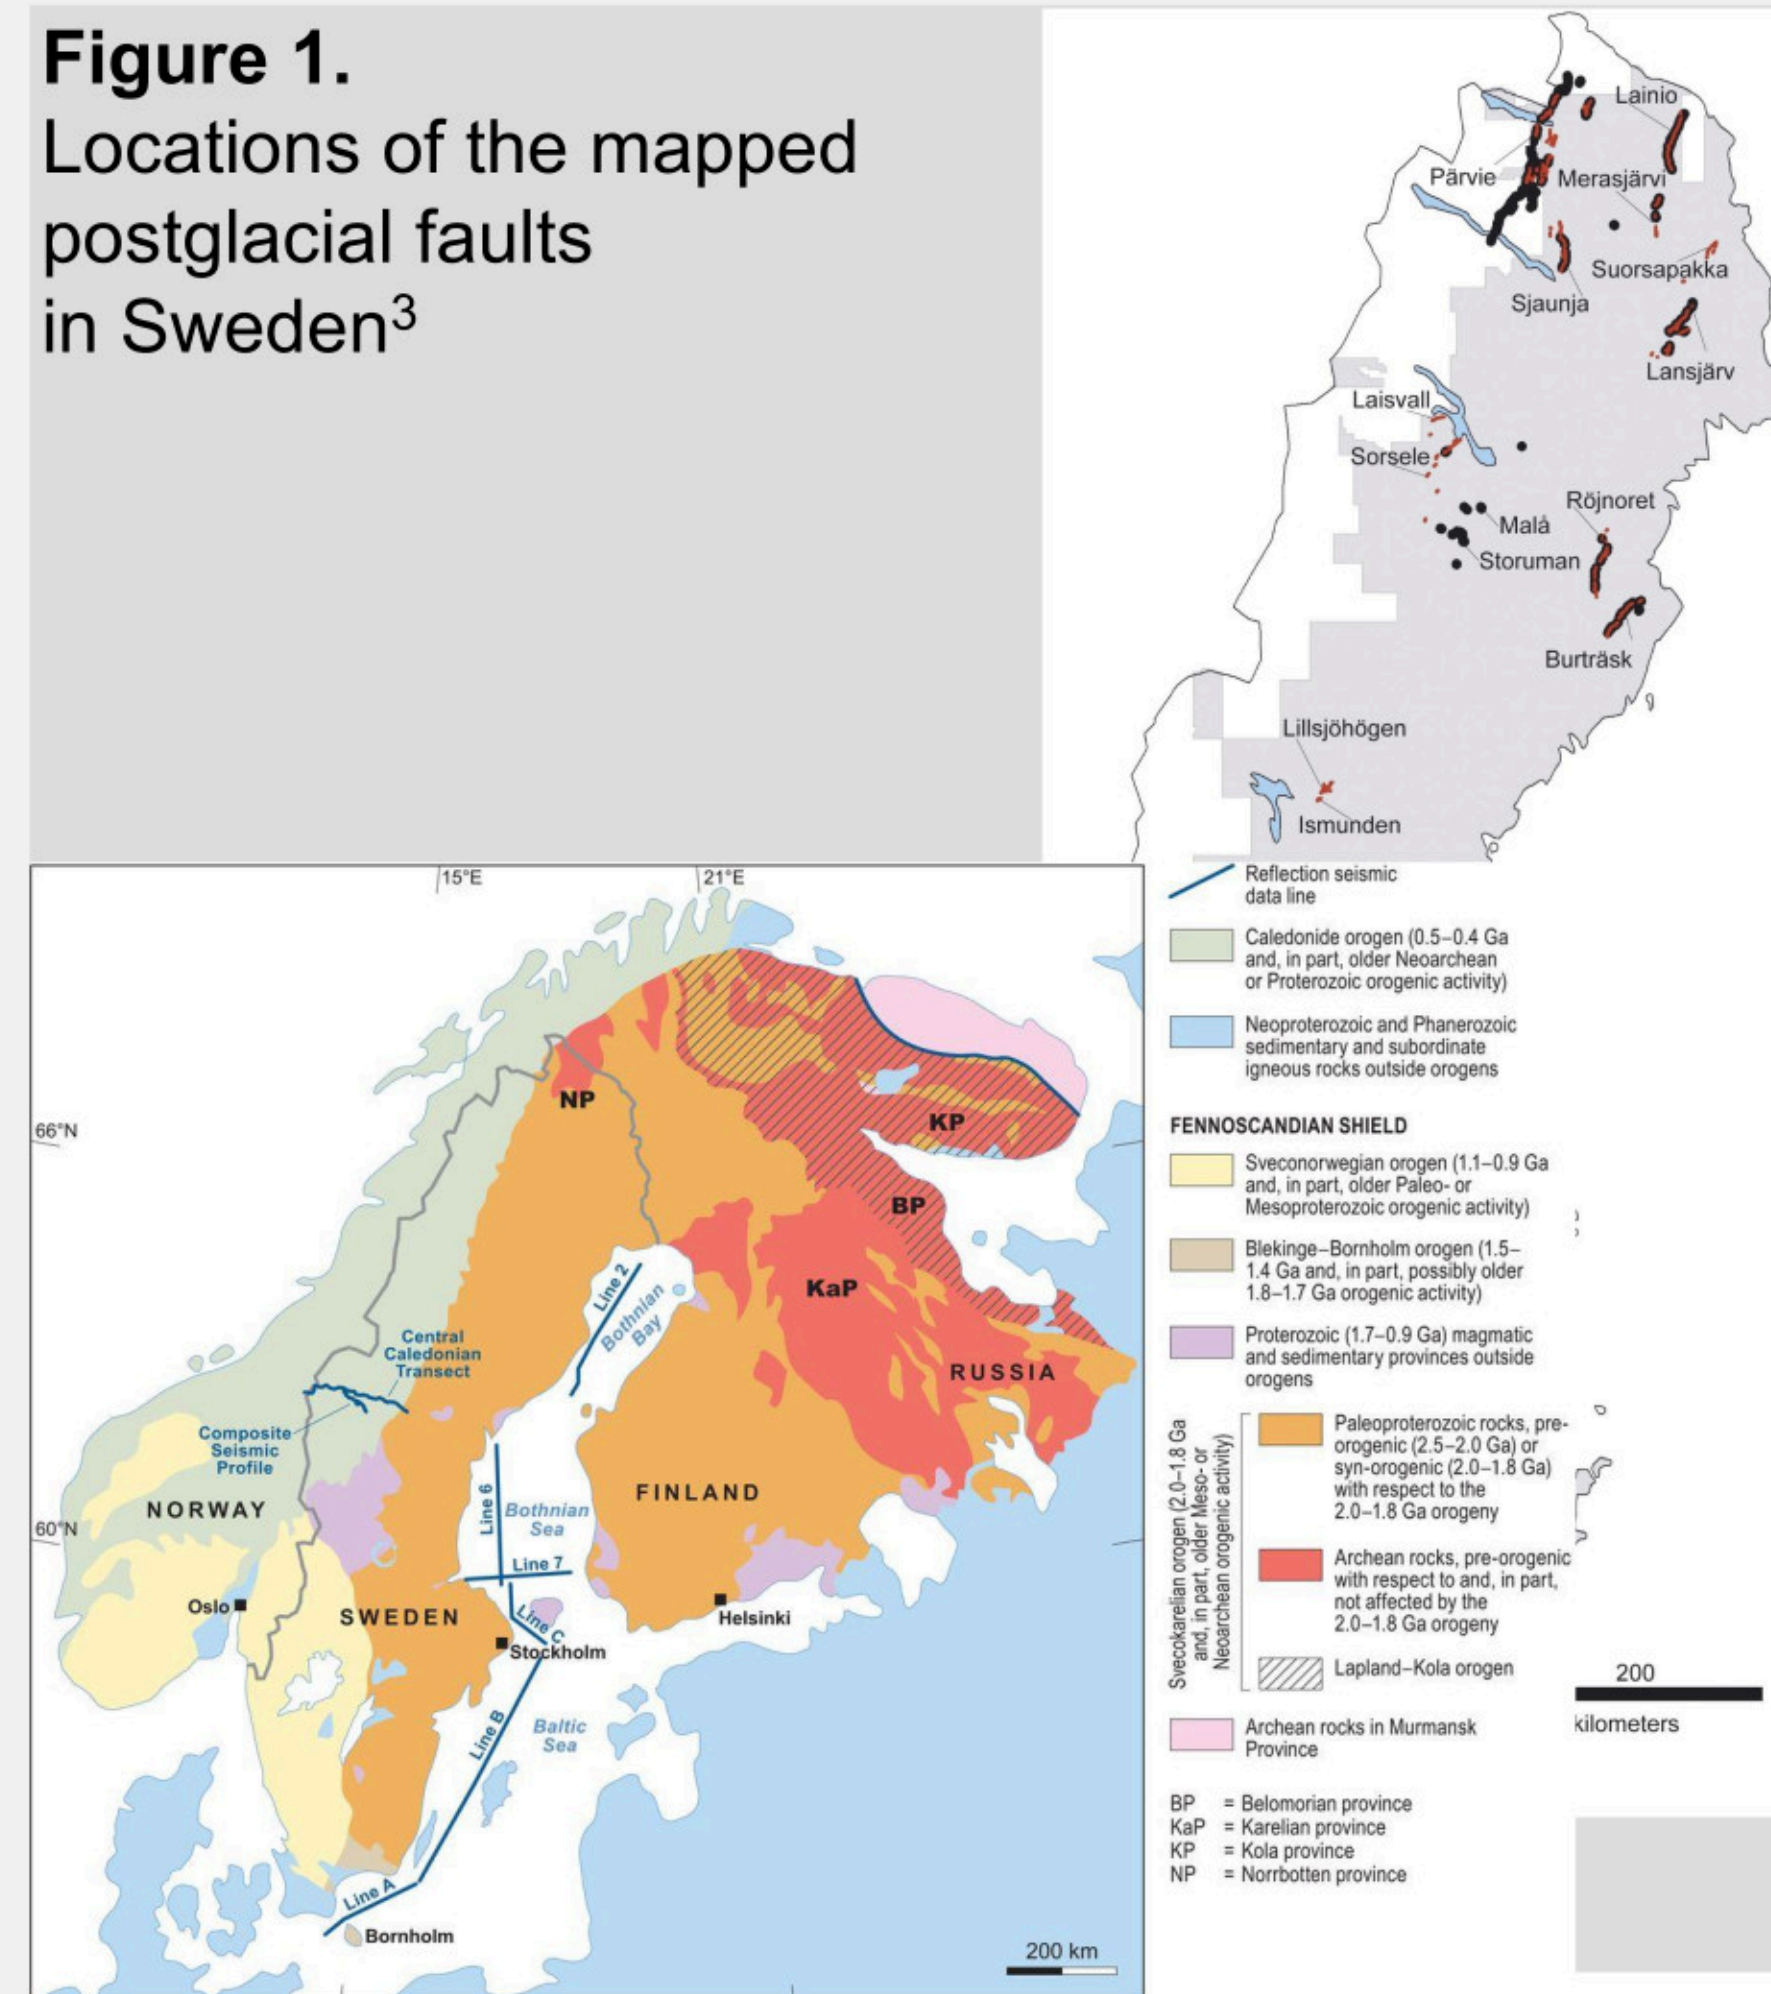 Figure 1.
Locations of the mapped
postglacial faults
in Sweden³
Lainio
Pärvie
Merasjärvi
Suorsapakka
Sjaunja
Lansjärv
Laisvall
Sorsele
Röjnoret
Malå
Storuman
Burträsk
Lillsjöhögen
Ismunden
15°E
21°E
66°N
60°N
NP
KP
BP
KaP
Line 2
Bothnian
Bay
Central
Caledonian
Transect
RUSSIA
Composite
Seismic
Profile
NORWAY
FINLAND
Line 6
Bothnian
Sea
Line 7
Oslo
SWEDEN
Line C
Helsinki
Stockholm
Line B
Baltic
Sea
Line A
Bornholm
200 km
Reflection seismic
data line
Caledonide orogen (0.5–0.4 Ga
and, in part, older Neoarchean
or Proterozoic orogenic activity)
Neoproterozoic and Phanerozoic
sedimentary and subordinate
igneous rocks outside orogens
FENNOSCANDIAN SHIELD
Sveconorwegian orogen (1.1–0.9 Ga
and, in part, older Paleo- or
Mesoproterozoic orogenic activity)
Blekinge–Bornholm orogen (1.5–
1.4 Ga and, in part, possibly older
1.8–1.7 Ga orogenic activity)
Proterozoic (1.7–0.9 Ga) magmatic
and sedimentary provinces outside
orogens
Svecokarelian orogen (2.0–1.8 Ga
and, in part, older Meso- or
Neoarchean orogenic activity)
Paleoproterozoic rocks, pre-
orogenic (2.5–2.0 Ga) or
syn-orogenic (2.0–1.8 Ga)
with respect to the
2.0–1.8 Ga orogeny
Archean rocks, pre-orogenic
with respect to and, in part,
not affected by the
2.0–1.8 Ga orogeny
Lapland–Kola orogen
Archean rocks in Murmansk
Province
BP = Belomorian province
KaP = Karelian province
KP = Kola province
NP = Norrbotten province
200
kilometers